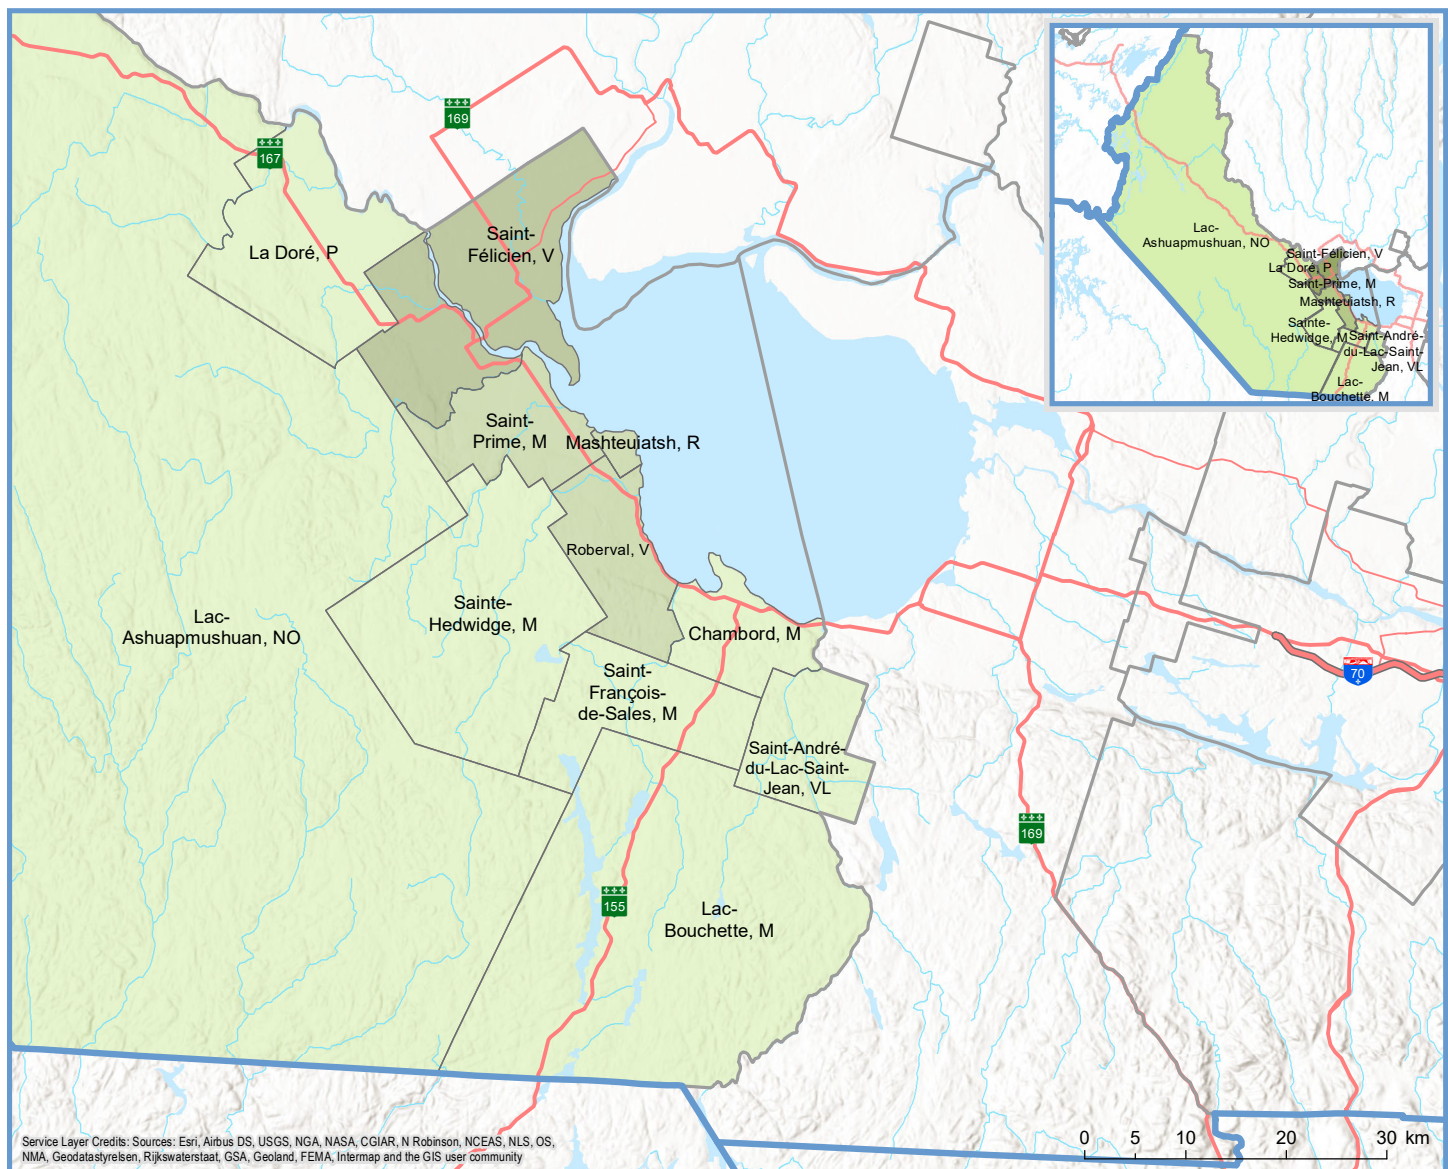 169
167
Saint-
Félicien, V
La Doré, P
Saint-
Prime, M
Mashteuiatsh, R
Roberval, V
Lac-
Ashuapmushuan, NO
Sainte-
Hedwidge, M
Chambord, M
Saint-
François-
de-Sales, M
Saint-André-
du-Lac-Saint-
Jean, VL
70
169
155
Lac-
Bouchette, M
Lac-
Ashuapmushuan, NO
Saint-Félicien, V
La Doré, P
Saint-Prime, M
Mashteuiatsh, R
Sainte-
Hedwidge, M
Saint-André-
du-Lac-Saint-
Jean, VL
Lac-
Bouchette, M
Service Layer Credits: Sources: Esri, Airbus DS, USGS, NGA, NASA, CGIAR, N Robinson, NCEAS, NLS, OS,
NMA, Geodatastyrelsen, Rijkswaterstaat, GSA, Geoland, FEMA, Intermap and the GIS user community
0 5 10 20 30 km